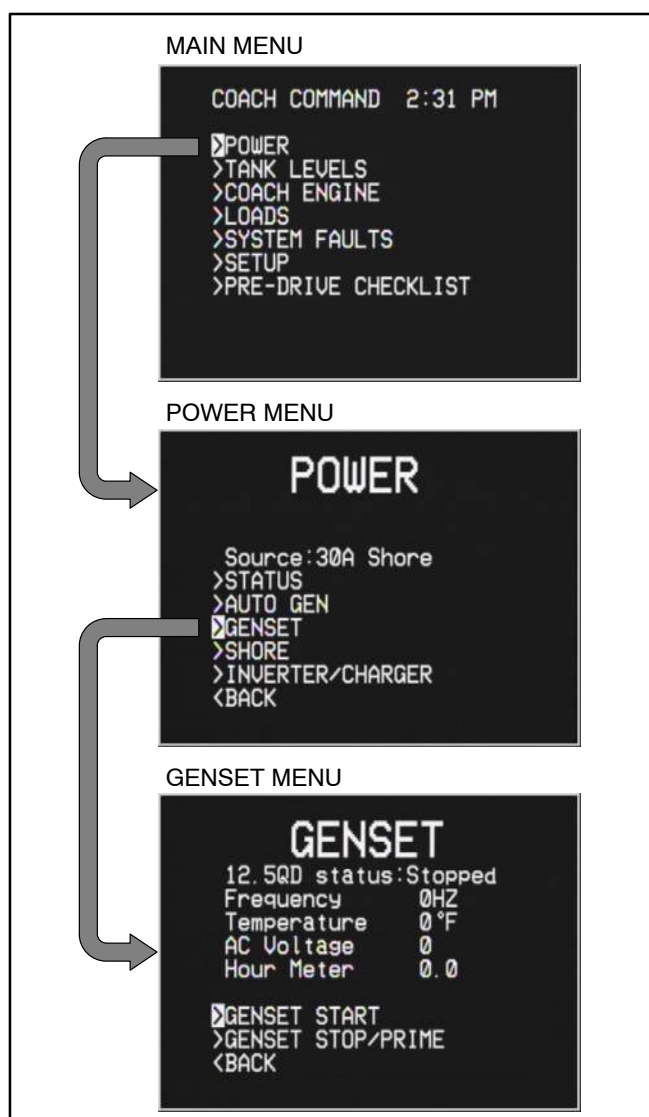 MAIN MENU
COACH COMMAND 2:31 PM
>POWER
>TANK LEVELS
>COACH ENGINE
>LOADS
>SYSTEM FAULTS
>SETUP
>PRE-DRIVE CHECKLIST
POWER MENU
POWER
Source:30A Shore
>STATUS
>AUTO GEN
>GENSET
>SHORE
>INVERTER/CHARGER
<BACK
GENSET MENU
GENSET
12.5QD status:Stopped
Frequency 0HZ
Temperature 0°F
AC Voltage 0
Hour Meter 0.0
>GENSET START
>GENSET STOP/PRIME
<BACK